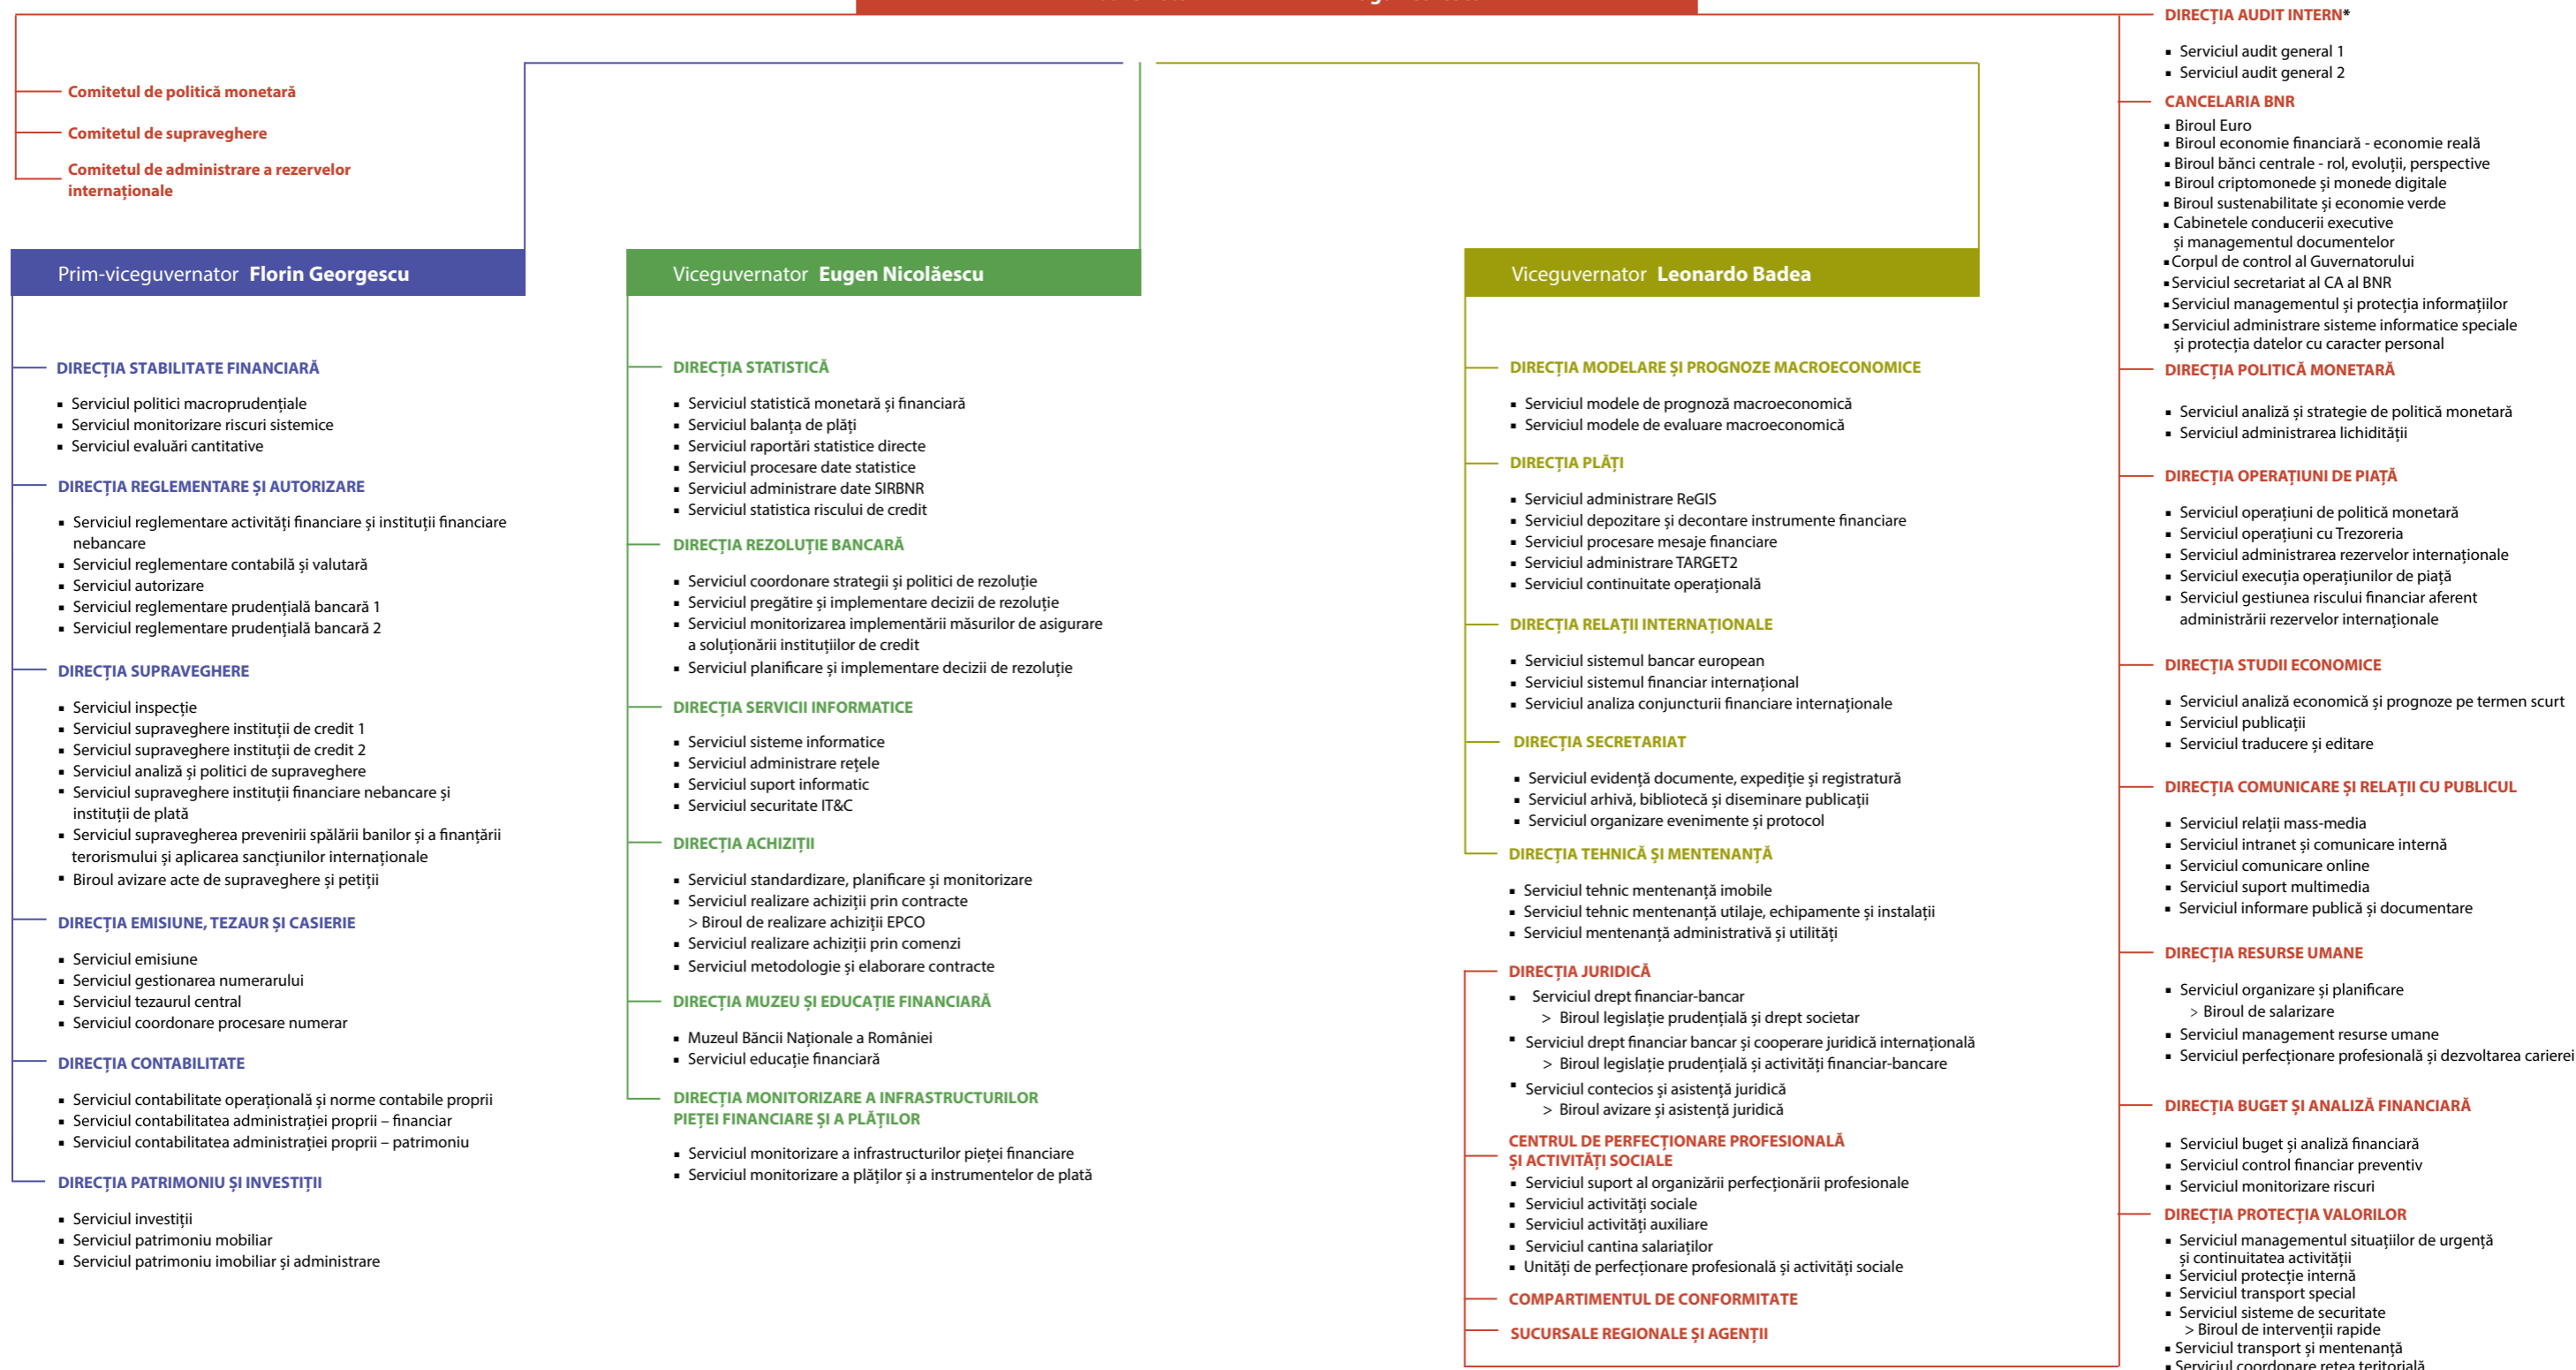 DIRECȚIA AUDIT INTERN*
▪ Serviciul audit general 1
▪ Serviciul audit general 2
CANCELARIA BNR
▪ Biroul Euro
▪ Biroul economie financiară - economie reală
▪ Biroul bănci centrale - rol, evoluții, perspective
▪ Biroul criptomonede și monede digitale
▪ Biroul sustenabilitate și economie verde
▪ Cabinetele conducerii executive
și managementul documentelor
▪ Corpul de control al Guvernatorului
▪ Serviciul secretariat al CA al BNR
▪ Serviciul managementul și protecția informațiilor
▪ Serviciul administrare sisteme informatice speciale
și protecția datelor cu caracter personal
Comitetul de politică monetară
Comitetul de supraveghere
Comitetul de administrare a rezervelor
internaționale
Prim-viceguvernator Florin Georgescu
DIRECȚIA STABILITATE FINANCIARĂ
▪ Serviciul politici macroprudențiale
▪ Serviciul monitorizare riscuri sistemice
▪ Serviciul evaluări cantitative
DIRECȚIA REGLEMENTARE ȘI AUTORIZARE
▪ Serviciul reglementare activități financiare și instituții financiare
nebancare
▪ Serviciul reglementare contabilă și valutară
▪ Serviciul autorizare
▪ Serviciul reglementare prudențială bancară 1
▪ Serviciul reglementare prudențială bancară 2
DIRECȚIA SUPRAVEGHERE
▪ Serviciul inspecție
▪ Serviciul supraveghere instituții de credit 1
▪ Serviciul supraveghere instituții de credit 2
▪ Serviciul analiză și politici de supraveghere
▪ Serviciul supraveghere instituții financiare nebancare și
instituții de plată
▪ Serviciul supravegherea prevenirii spălării banilor și a finanțării
terorismului și aplicarea sancțiunilor internaționale
▪ Biroul avizare acte de supraveghere și petiții
DIRECȚIA EMISIUNE, TEZAUR ȘI CASIERIE
▪ Serviciul emisiune
▪ Serviciul gestionarea numerarului
▪ Serviciul tezaurul central
▪ Serviciul coordonare procesare numerar
DIRECȚIA CONTABILITATE
▪ Serviciul contabilitate operațională și norme contabile proprii
▪ Serviciul contabilitatea administrației proprii – financiar
▪ Serviciul contabilitatea administrației proprii – patrimoniu
DIRECȚIA PATRIMONIU ȘI INVESTIȚII
▪ Serviciul investiții
▪ Serviciul patrimoniu mobiliar
▪ Serviciul patrimoniu imobiliar și administrare
Viceguvernator Eugen Nicolăescu
DIRECȚIA STATISTICĂ
▪ Serviciul statistică monetară și financiară
▪ Serviciul balanța de plăți
▪ Serviciul raportări statistice directe
▪ Serviciul procesare date statistice
▪ Serviciul administrare date SIRBNR
▪ Serviciul statistica riscului de credit
DIRECȚIA REZOLUȚIE BANCARĂ
▪ Serviciul coordonare strategii și politici de rezoluție
▪ Serviciul pregătire și implementare decizii de rezoluție
▪ Serviciul monitorizarea implementării măsurilor de asigurare
a soluționării instituțiilor de credit
▪ Serviciul planificare și implementare decizii de rezoluție
DIRECȚIA SERVICII INFORMATICE
▪ Serviciul sisteme informatice
▪ Serviciul administrare rețele
▪ Serviciul suport informatic
▪ Serviciul securitate IT&C
DIRECȚIA ACHIZIȚII
▪ Serviciul standardizare, planificare și monitorizare
▪ Serviciul realizare achiziții prin contracte
> Biroul de realizare achiziții EPCO
▪ Serviciul realizare achiziții prin comenzi
▪ Serviciul metodologie și elaborare contracte
DIRECȚIA MUZEU ȘI EDUCAȚIE FINANCIARĂ
▪ Muzeul Băncii Naționale a României
▪ Serviciul educație financiară
DIRECȚIA MONITORIZARE A INFRASTRUCTURILOR
PIEȚEI FINANCIARE ȘI A PLĂȚILOR
▪ Serviciul monitorizare a infrastructurilor pieței financiare
▪ Serviciul monitorizare a plăților și a instrumentelor de plată
Viceguvernator Leonardo Badea
DIRECȚIA MODELARE ȘI PROGNOZE MACROECONOMICE
▪ Serviciul modele de prognoză macroeconomică
▪ Serviciul modele de evaluare macroeconomică
DIRECȚIA PLĂȚI
▪ Serviciul administrare ReGIS
▪ Serviciul depozitare și decontare instrumente financiare
▪ Serviciul procesare mesaje financiare
▪ Serviciul administrare TARGET2
▪ Serviciul continuitate operațională
DIRECȚIA RELAȚII INTERNAȚIONALE
▪ Serviciul sistemul bancar european
▪ Serviciul sistemul financiar internațional
▪ Serviciul analiza conjuncturii financiare internaționale
DIRECȚIA SECRETARIAT
▪ Serviciul evidență documente, expediție și registratură
▪ Serviciul arhivă, bibliotecă și diseminare publicații
▪ Serviciul organizare evenimente și protocol
DIRECȚIA TEHNICĂ ȘI MENTENANȚĂ
▪ Serviciul tehnic mentenanță imobile
▪ Serviciul tehnic mentenanță utilaje, echipamente și instalații
▪ Serviciul mentenanță administrativă și utilități
DIRECȚIA JURIDICĂ
▪ Serviciul drept financiar-bancar
> Biroul legislație prudențială și drept societar
▪ Serviciul drept financiar bancar și cooperare juridică internațională
> Biroul legislație prudențială și activități financiar-bancare
▪ Serviciul contecios și asistență juridică
> Biroul avizare și asistență juridică
CENTRUL DE PERFECȚIONARE PROFESIONALĂ
ȘI ACTIVITĂȚI SOCIALE
▪ Serviciul suport al organizării perfecționării profesionale
▪ Serviciul activități sociale
▪ Serviciul activități auxiliare
▪ Serviciul cantina salariaților
▪ Unități de perfecționare profesională și activități sociale
COMPARTIMENTUL DE CONFORMITATE
SUCURSALE REGIONALE ȘI AGENȚII
DIRECȚIA POLITICĂ MONETARĂ
▪ Serviciul analiză și strategie de politică monetară
▪ Serviciul administrarea lichidității
DIRECȚIA OPERAȚIUNI DE PIAȚĂ
▪ Serviciul operațiuni de politică monetară
▪ Serviciul operațiuni cu Trezoreria
▪ Serviciul administrarea rezervelor internaționale
▪ Serviciul execuția operațiunilor de piață
▪ Serviciul gestiunea riscului financiar aferent
administrării rezervelor internaționale
DIRECȚIA STUDII ECONOMICE
▪ Serviciul analiză economică și prognoze pe termen scurt
▪ Serviciul publicații
▪ Serviciul traducere și editare
DIRECȚIA COMUNICARE ȘI RELAȚII CU PUBLICUL
▪ Serviciul relații mass-media
▪ Serviciul intranet și comunicare internă
▪ Serviciul comunicare online
▪ Serviciul suport multimedia
▪ Serviciul informare publică și documentare
DIRECȚIA RESURSE UMANE
▪ Serviciul organizare și planificare
> Biroul de salarizare
▪ Serviciul management resurse umane
▪ Serviciul perfecționare profesională și dezvoltarea carierei
DIRECȚIA BUGET ȘI ANALIZĂ FINANCIARĂ
▪ Serviciul buget și analiză financiară
▪ Serviciul control financiar preventiv
▪ Serviciul monitorizare riscuri
DIRECȚIA PROTECȚIA VALORILOR
▪ Serviciul managementul situațiilor de urgență
și continuitatea activității
▪ Serviciul protecție internă
▪ Serviciul transport special
▪ Serviciul sisteme de securitate
> Biroul de intervenții rapide
▪ Serviciul transport și mentenanță
▪ Serviciul coordonare rețea teritorială